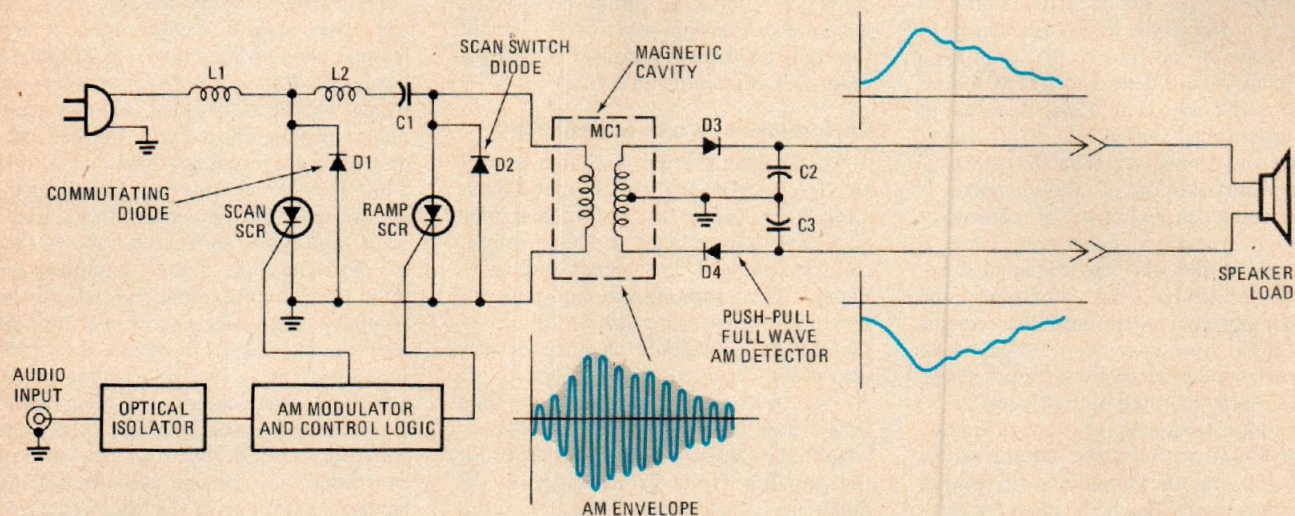 L1
L2
C1
SCAN SWITCH
DIODE
MAGNETIC
CAVITY
MC1
D1
D2
D3
C2
C3
D4
COMMUTATING
DIODE
SCAN
SCR
RAMP
SCR
PUSH-PULL
FULL WAVE
AM DETECTOR
SPEAKER
LOAD
AUDIO
INPUT
OPTICAL
ISOLATOR
AM MODULATOR
AND CONTROL LOGIC
AM ENVELOPE